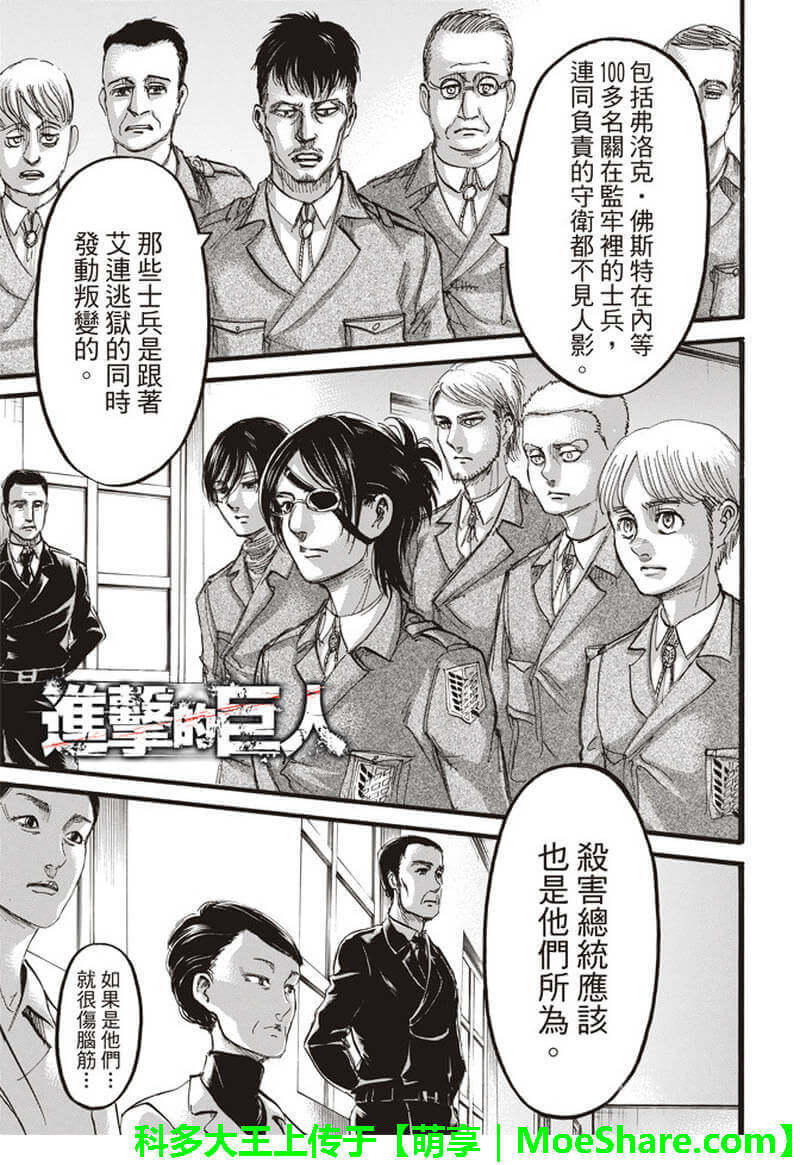 包括弗洛克・佛斯特在內等
100多名關在監牢裡的士兵，
連同負責的守衛都不見人影。
那些士兵是跟著
艾連逃獄的同時
發動叛變的。
進擊的巨人
殺害總統應該
也是他們所為。
如果是他們…
就很傷腦筋…
科多大王上传于【萌享|MoeShare.com】